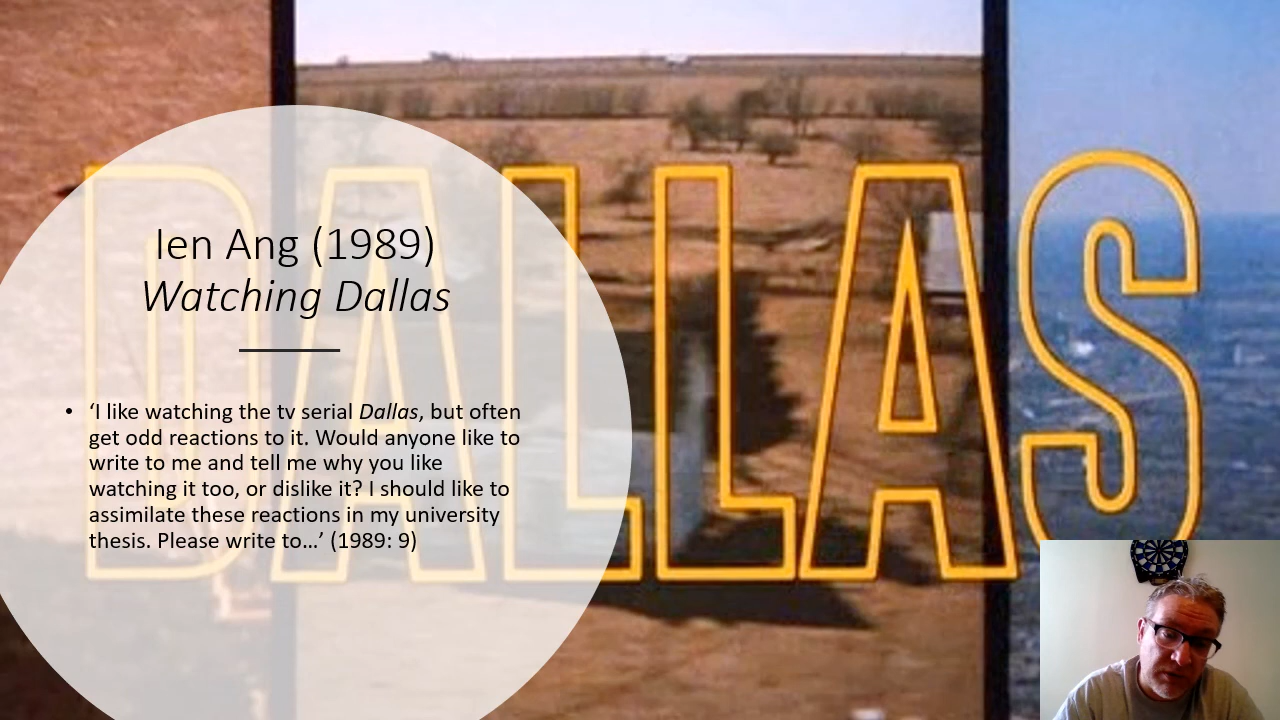 DALLAS
Ien Ang (1989)
Watching Dallas
• ‘I like watching the tv serial Dallas, but often
get odd reactions to it. Would anyone like to
write to me and tell me why you like
watching it too, or dislike it? I should like to
assimilate these reactions in my university
thesis. Please write to…’ (1989: 9)